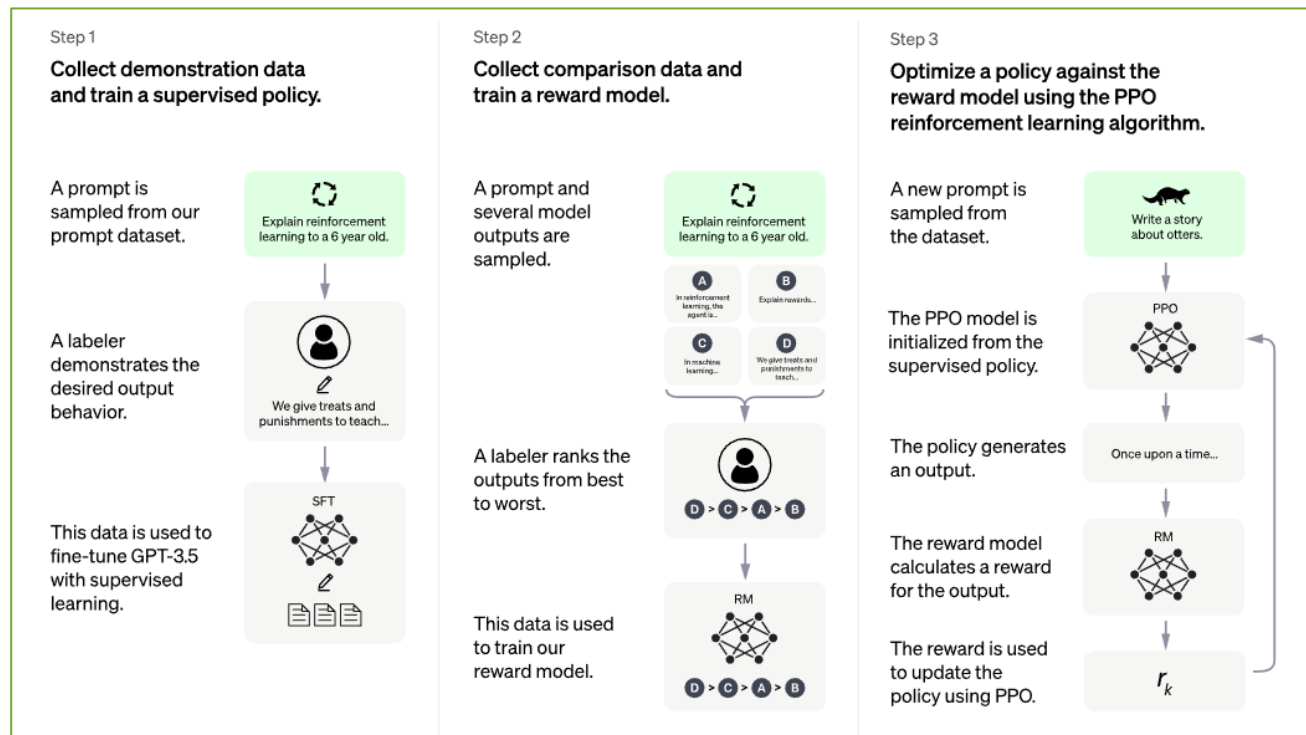 Step 1
Collect demonstration data
and train a supervised policy.
A prompt is
sampled from our
prompt dataset.
Explain reinforcement
learning to a 6 year old.
A labeler
demonstrates the
desired output
behavior.
We give treats and
punishments to teach...
This data is used to
fine-tune GPT-3.5
with supervised
learning.
SFT
Step 2
Collect comparison data and
train a reward model.
A prompt and
several model
outputs are
sampled.
Explain reinforcement
learning to a 6 year old.
A
In reinforcement
learning, the
agent is...
B
Explain rewards...
C
In machine
learning...
D
We give treats and
punishments to
teach...
A labeler ranks the
outputs from best
to worst.
D > C > A > B
This data is used
to train our
reward model.
RM
D > C > A > B
Step 3
Optimize a policy against the
reward model using the PPO
reinforcement learning algorithm.
A new prompt is
sampled from
the dataset.
Write a story
about otters.
The PPO model is
initialized from the
supervised policy.
PPO
The policy generates
an output.
Once upon a time...
The reward model
calculates a reward
for the output.
RM
The reward is used
to update the
policy using PPO.
rₖ